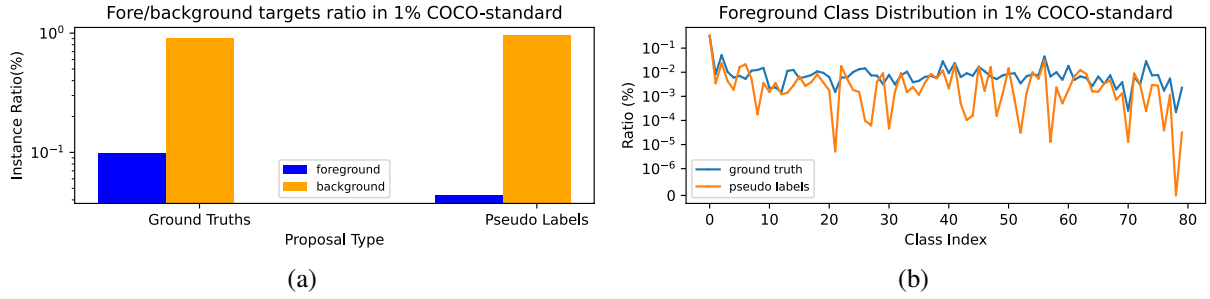 Fore/background targets ratio in 1% COCO-standard
Instance Ratio(%)
10⁰
10⁻¹
foreground
background
Ground Truths
Pseudo Labels
Proposal Type
(a)
Foreground Class Distribution in 1% COCO-standard
Ratio (%)
10⁻¹
10⁻²
10⁻³
10⁻⁴
10⁻⁵
10⁻⁶
0
ground truth
pseudo labels
0 10 20 30 40 50 60 70 80
Class Index
(b)